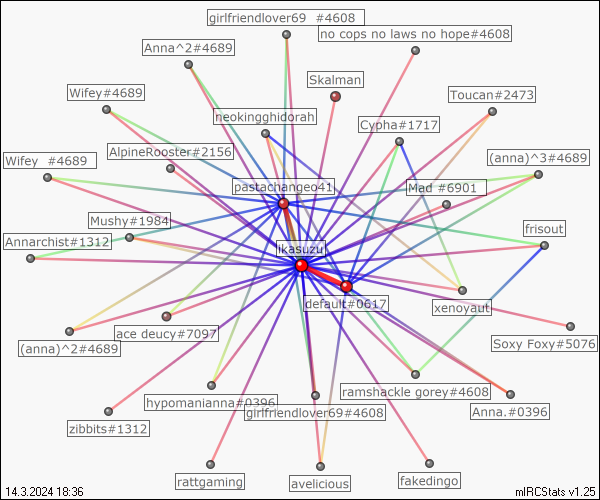 girlfriendlover69 #4608
no cops no laws no hope#4608
Anna^2#4689
Skalman
Wifey#4689
Toucan#2473
neokingghidorah
Cypha#1717
AlpineRooster#2156
Wifey #4689
(anna)^3#4689
pastachangeo41
Mad #6901
Mushy#1984
frisout
Annarchist#1312
ikasuzu
default#0617
xenoyaut
ace deucy#7097
Soxy Foxy#5076
(anna)^2#4689
ramshackle gorey#4608
hypomanianna#0396
girlfriendlover69#4608
Anna.#0396
zibbits#1312
rattgaming
avelicious
fakedingo
14.3.2024 18:36
mIRCStats v1.25